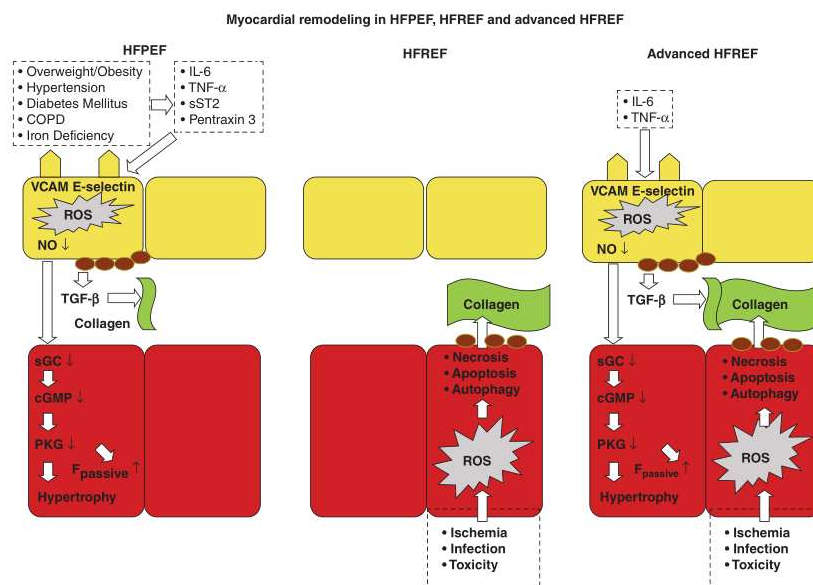 Myocardial remodeling in HFPEF, HFREF and advanced HFREF
HFPEF
• Overweight/Obesity
• Hypertension
• Diabetes Mellitus
• COPD
• Iron Deficiency
• IL-6
• TNF-α
• sST2
• Pentraxin 3
VCAM E-selectin
ROS
NO ↓
TGF-β
Collagen
sGC ↓
cGMP ↓
PKG ↓
Fpassive ↑
Hypertrophy
HFREF
Collagen
• Necrosis
• Apoptosis
• Autophagy
ROS
• Ischemia
• Infection
• Toxicity
Advanced HFREF
• IL-6
• TNF-α
VCAM E-selectin
ROS
NO ↓
TGF-β
Collagen
sGC ↓
cGMP ↓
PKG ↓
Fpassive ↑
Hypertrophy
• Necrosis
• Apoptosis
• Autophagy
ROS
• Ischemia
• Infection
• Toxicity